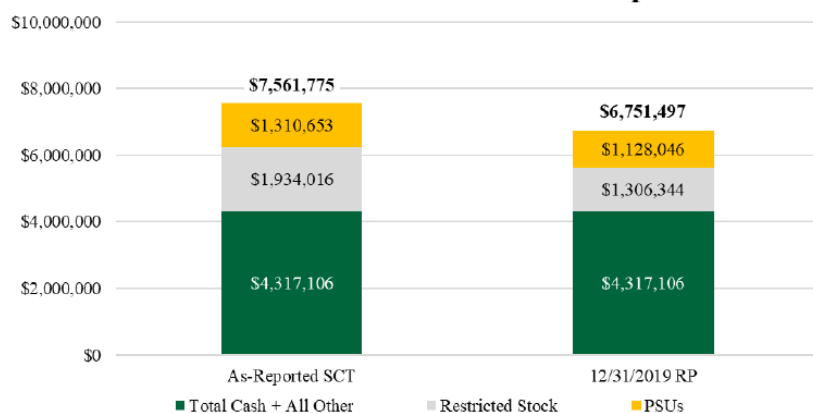 $10,000,000
$8,000,000
$6,000,000
$4,000,000
$2,000,000
$0
$7,561,775
$1,310,653
$1,934,016
$4,317,106
$6,751,497
$1,128,046
$1,306,344
$4,317,106
As-Reported SCT
12/31/2019 RP
Total Cash + All Other
Restricted Stock
PSUs